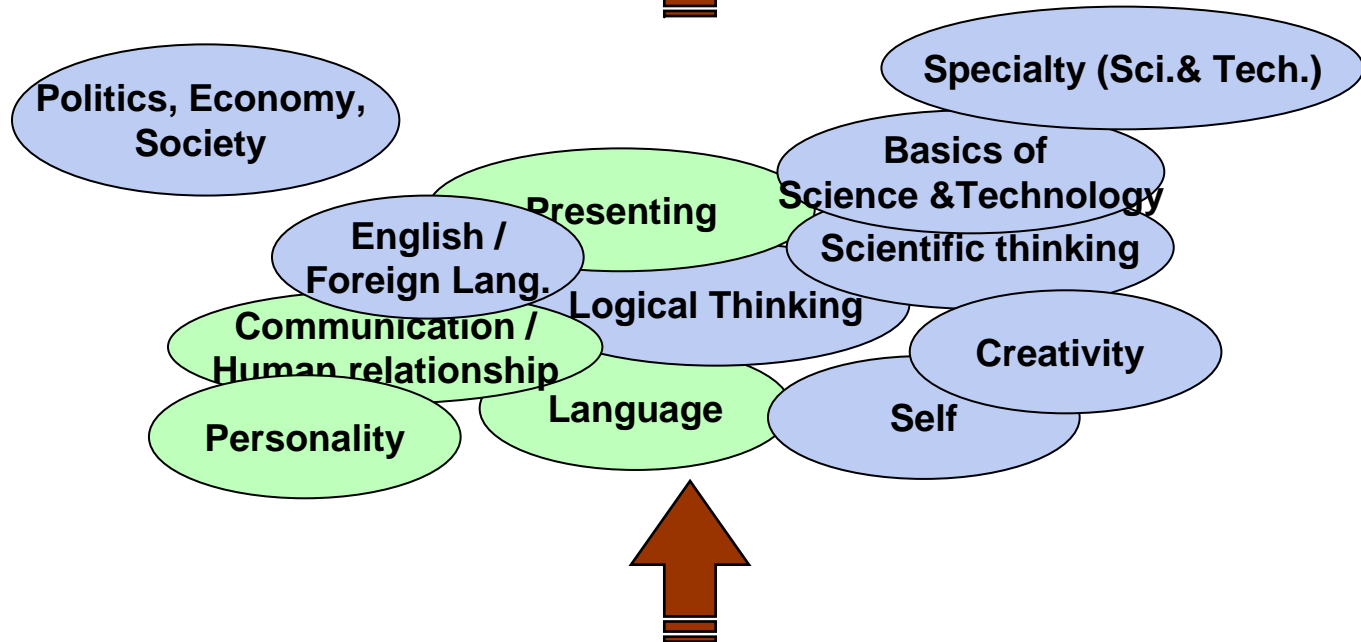 Politics, Economy,
Society
Specialty (Sci.& Tech.)
Basics of
Science &Technology
Presenting
English /
Foreign Lang.
Scientific thinking
Logical Thinking
Communication /
Human relationship
Creativity
Language
Self
Personality